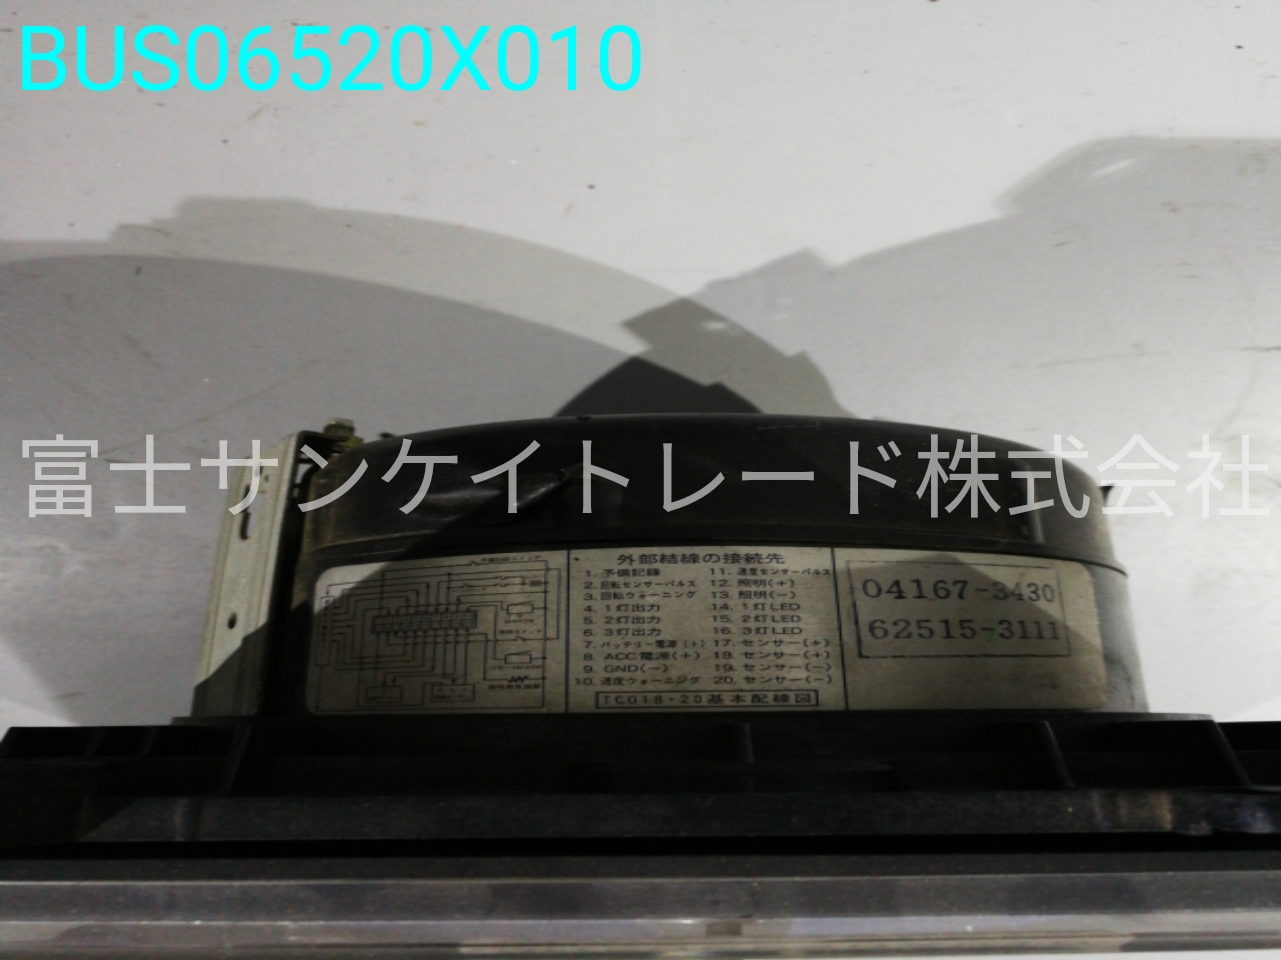 BUS06520X010
富士サンケイトレード株式会社
外部結線の接続先
1. 予備記録
2. 回転センサーパルス
3. 回転ウォーニング
4. 1灯出力
5. 2灯出力
6. 3灯出力
7. バッテリー電源(+)
8. ACC電源(+)
9. GND(−)
10. 速度ウォーニング
11. 速度センサーパルス
12. 照明(+)
13. 照明(−)
14. 1灯LED
15. 2灯LED
16. 3灯LED
17. センサー(+)
18. センサー(+)
19. センサー(−)
20. センサー(−)
TCO18・20基本配線図
04167-3430
62515-3111